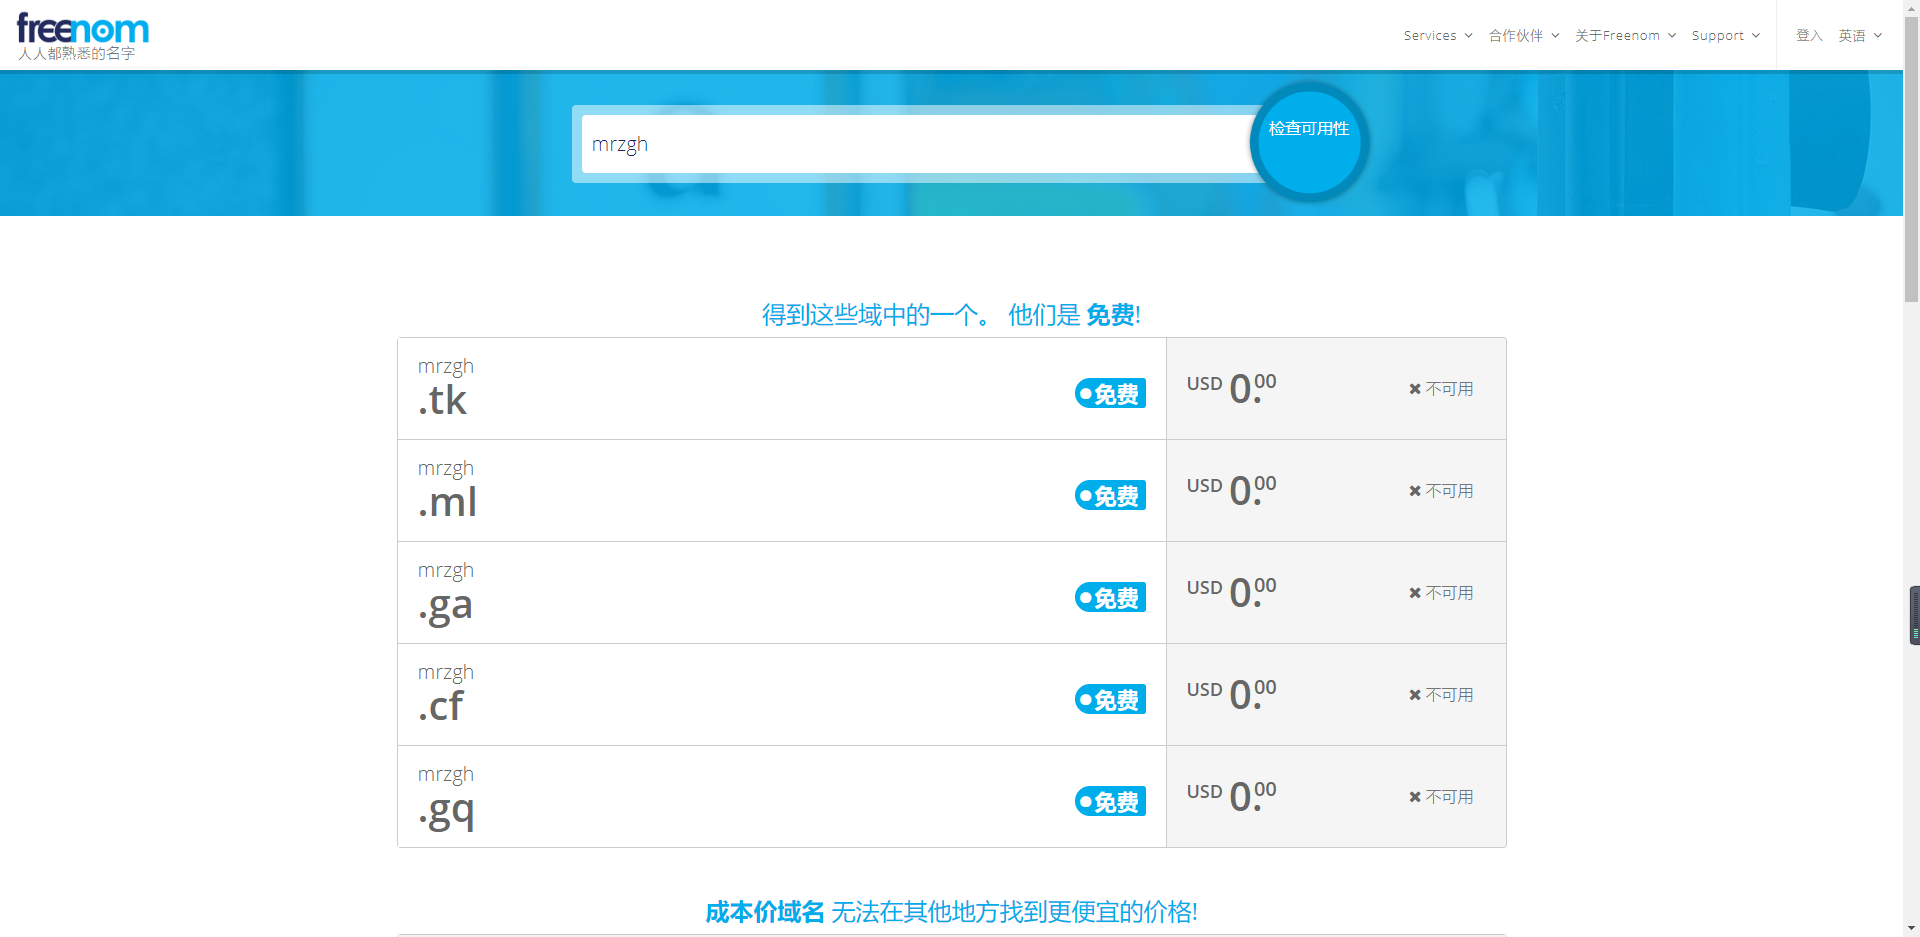 freenom
人人都熟悉的名字
Services 合作伙伴 关于Freenom Support 登入 英语
mrzgh
检查可用性
得到这些域中的一个。 他们是 免费!
mrzgh
.tk
免费
USD 0.00
不可用
mrzgh
.ml
免费
USD 0.00
不可用
mrzgh
.ga
免费
USD 0.00
不可用
mrzgh
.cf
免费
USD 0.00
不可用
mrzgh
.gq
免费
USD 0.00
不可用
成本价域名 无法在其他地方找到更便宜的价格!